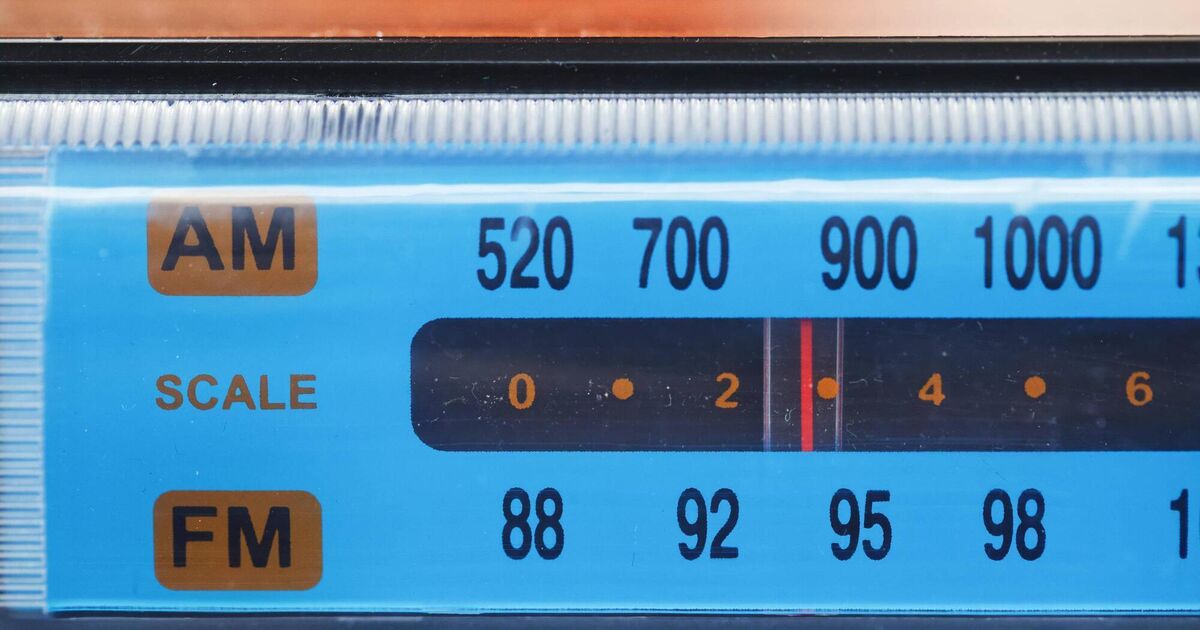 AM 520 700 900 1000
SCALE 0 • 2 • 4 • 6
FM 88 92 95 98